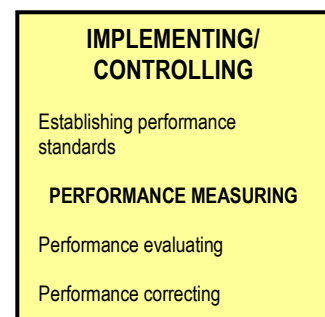 IMPLEMENTING/
CONTROLLING
Establishing performance
standards
PERFORMANCE MEASURING
Performance evaluating
Performance correcting